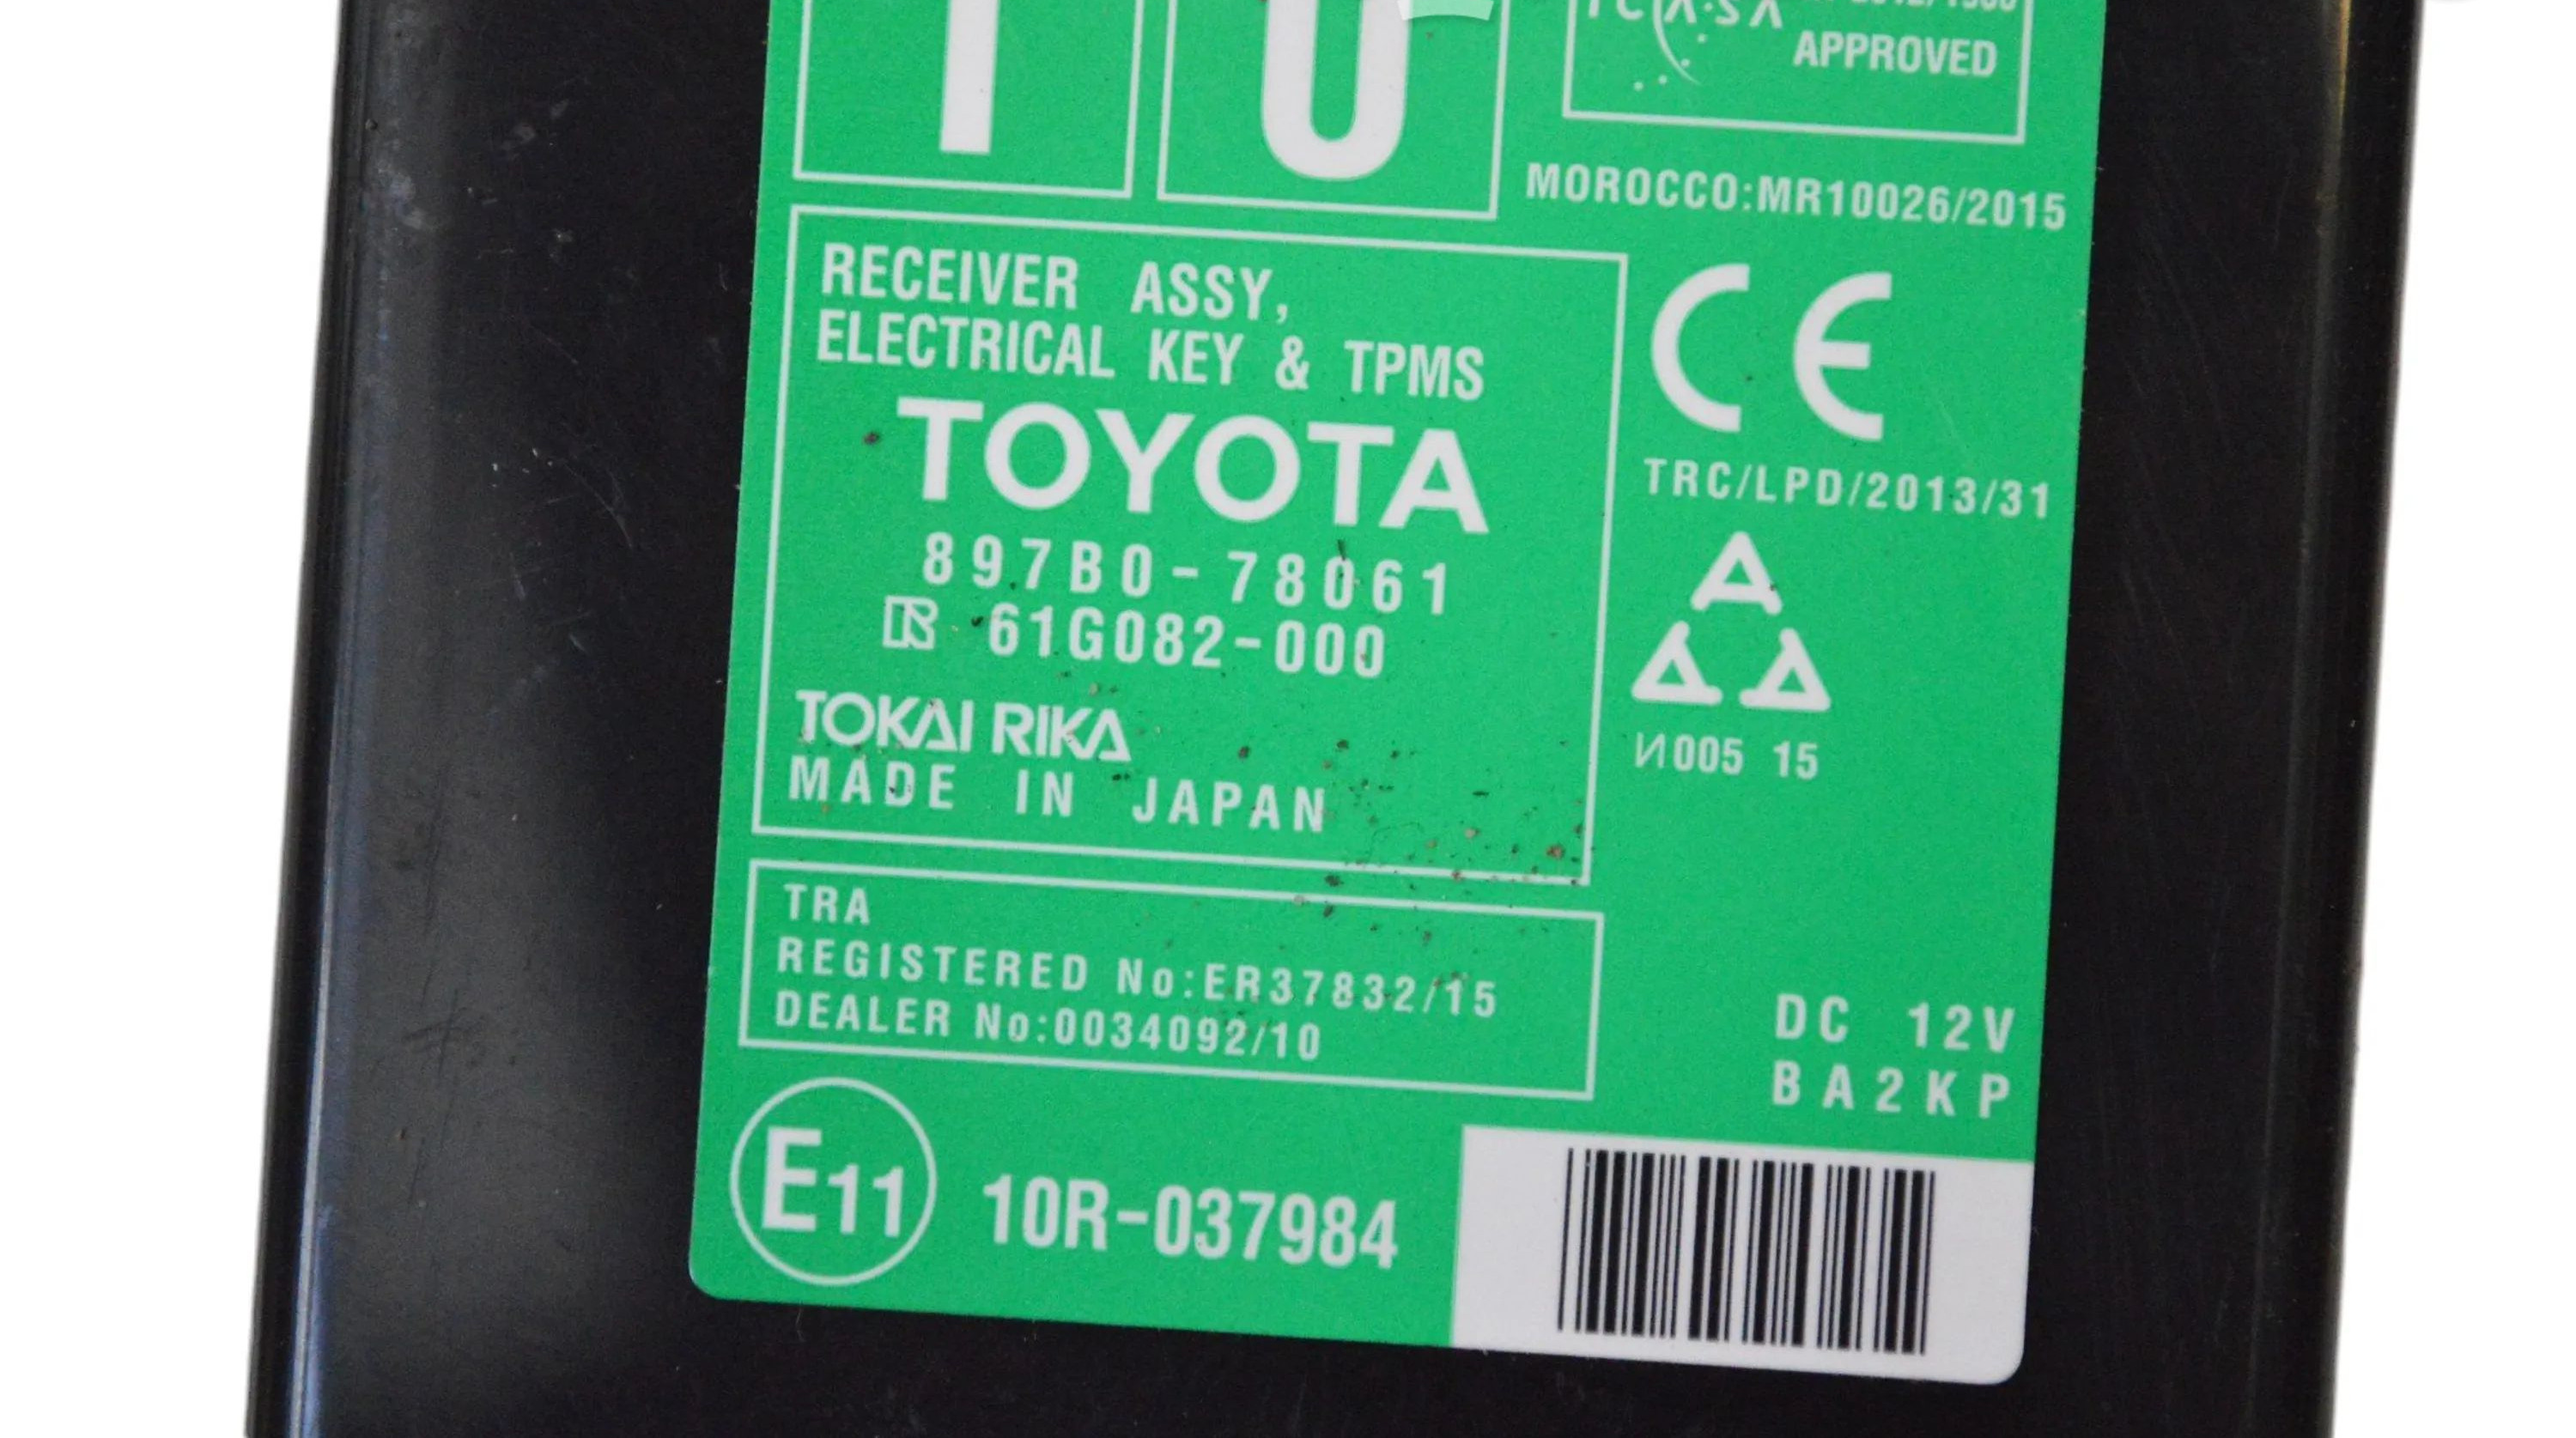 10
ICASA
APPROVED
MOROCCO:MR10026/2015
RECEIVER ASSY,
ELECTRICAL KEY & TPMS
TOYOTA
897B0-78061
61G082-000
TOKAI RIKA
MADE IN JAPAN
CE
TRC/LPD/2013/31
И005 15
TRA
REGISTERED No:ER37832/15
DEALER No:0034092/10
DC 12V
BA2KP
E11
10R-037984